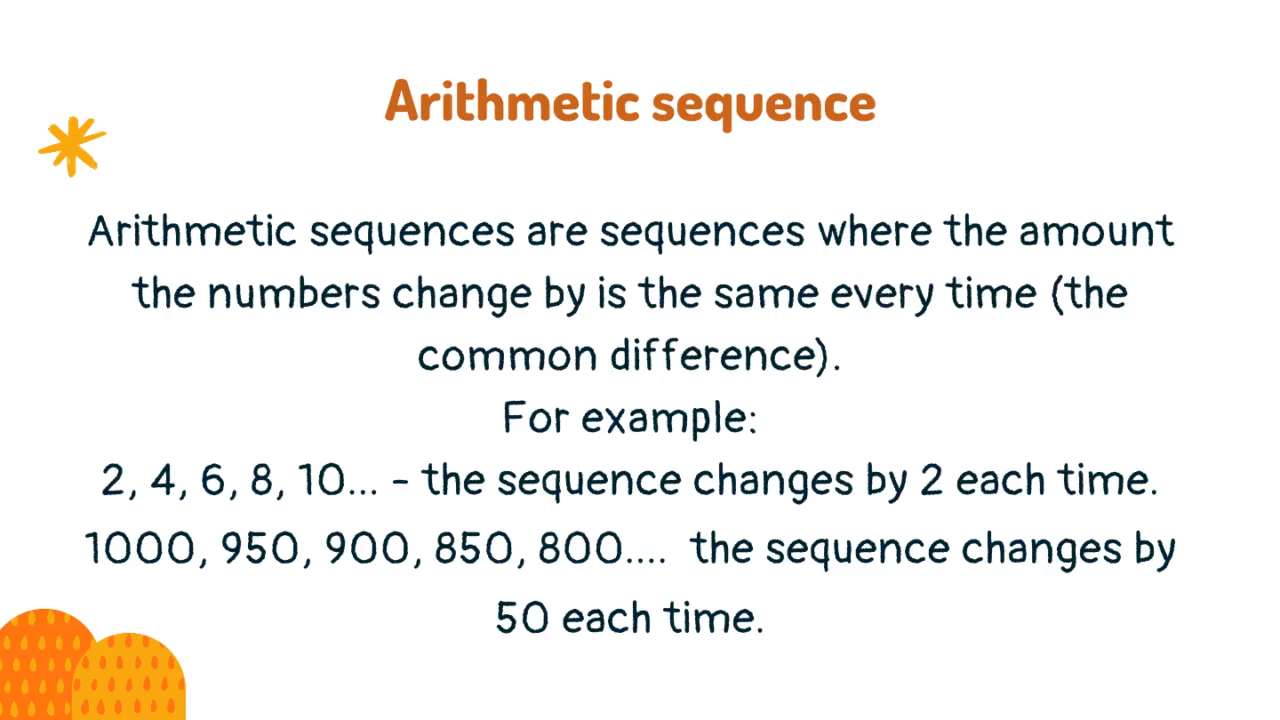 Arithmetic sequence
Arithmetic sequences are sequences where the amount
the numbers change by is the same every time (the
common difference).
For example:
2, 4, 6, 8, 10... - the sequence changes by 2 each time.
1000, 950, 900, 850, 800.... the sequence changes by
50 each time.